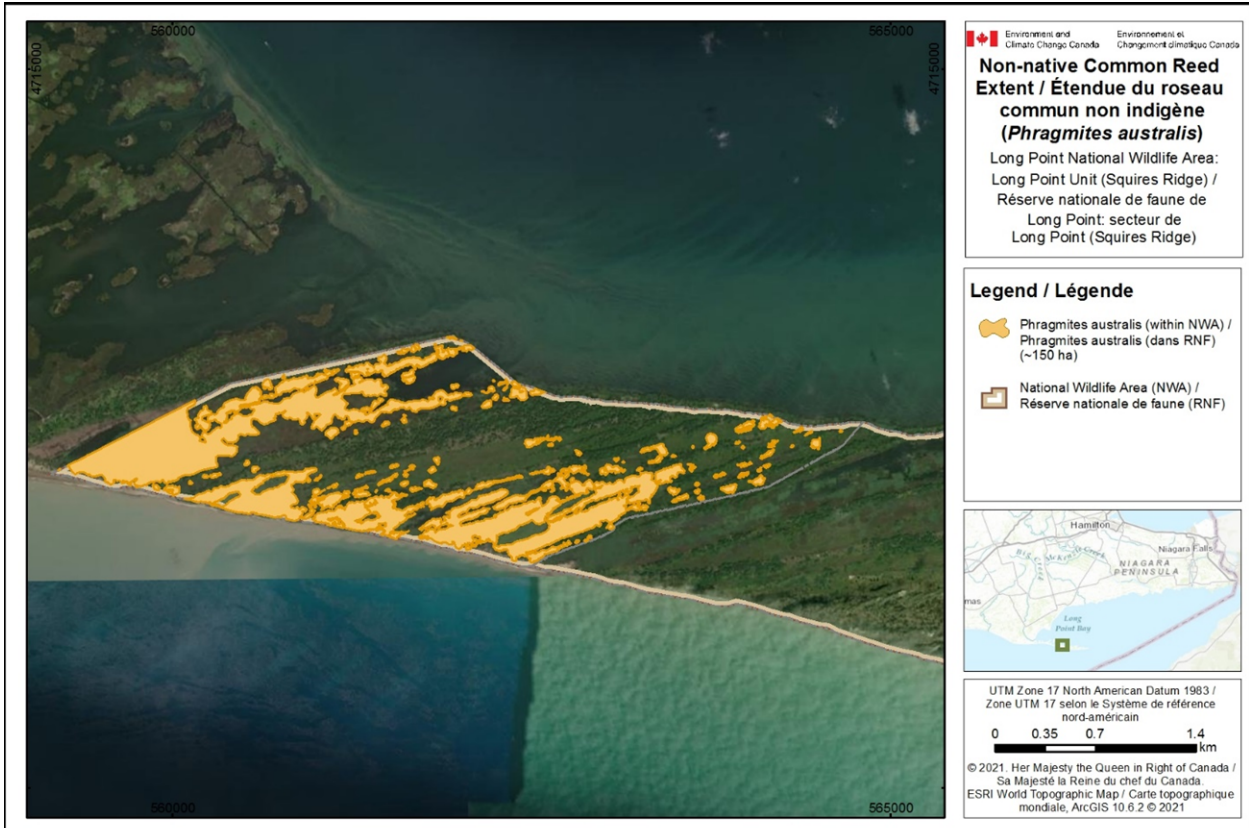 560000
565000
4715000
4715000
560000
565000
Environment and
Climate Change Canada
Environnement et
Changement climatique Canada
Non-native Common Reed
Extent / Étendue du roseau
commun non indigène
(Phragmites australis)
Long Point National Wildlife Area:
Long Point Unit (Squires Ridge) /
Réserve nationale de faune de
Long Point: secteur de
Long Point (Squires Ridge)
Legend / Légende
Phragmites australis (within NWA) /
Phragmites australis (dans RNF)
(~150 ha)
National Wildlife Area (NWA) /
Réserve nationale de faune (RNF)
Hamilton
Niagara Falls
NIAGARA
PENINSULA
mas
Long
Point Bay
UTM Zone 17 North American Datum 1983 /
Zone UTM 17 selon le Système de référence
nord-américain
0 0.35 0.7 1.4
km
© 2021. Her Majesty the Queen in Right of Canada /
Sa Majesté la Reine du chef du Canada.
ESRI World Topographic Map / Carte topographique
mondiale, ArcGIS 10.6.2 © 2021